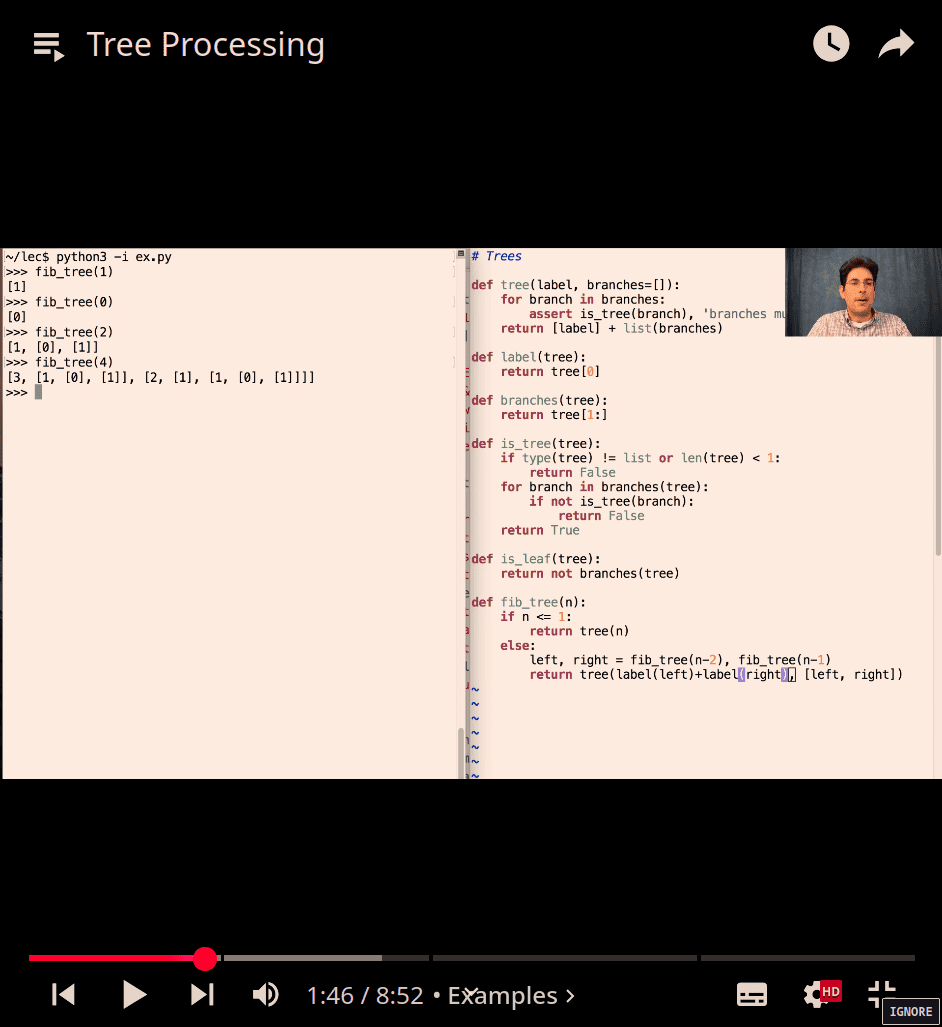 Tree Processing
~/lec$ python3 -i ex.py
>>> fib_tree(1)
[1]
>>> fib_tree(0)
[0]
>>> fib_tree(2)
[1, [0], [1]]
>>> fib_tree(4)
[3, [1, [0], [1]], [2, [1], [1, [0], [1]]]]
>>>
# Trees
def tree(label, branches=[]):
    for branch in branches:
        assert is_tree(branch), 'branches
    return [label] + list(branches)
def label(tree):
    return tree[0]
def branches(tree):
    return tree[1:]
def is_tree(tree):
    if type(tree) != list or len(tree) < 1:
        return False
    for branch in branches(tree):
        if not is_tree(branch):
            return False
    return True
def is_leaf(tree):
    return not branches(tree)
def fib_tree(n):
    if n <= 1:
        return tree(n)
    else:
        left, right = fib_tree(n-2), fib_tree(n-1)
        return tree(label(left)+label(right), [left, right])
~
~
~
~
~
~
~
1:46 / 8:52 • Examples >
HD
IGNORE